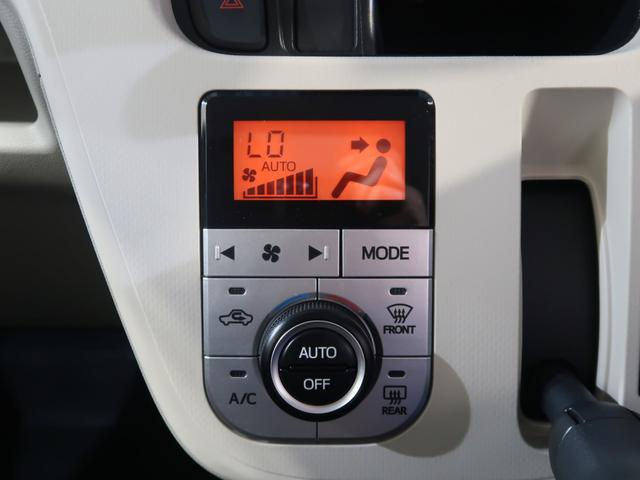 LO
AUTO
MODE
FRONT
AUTO
OFF
A/C
REAR